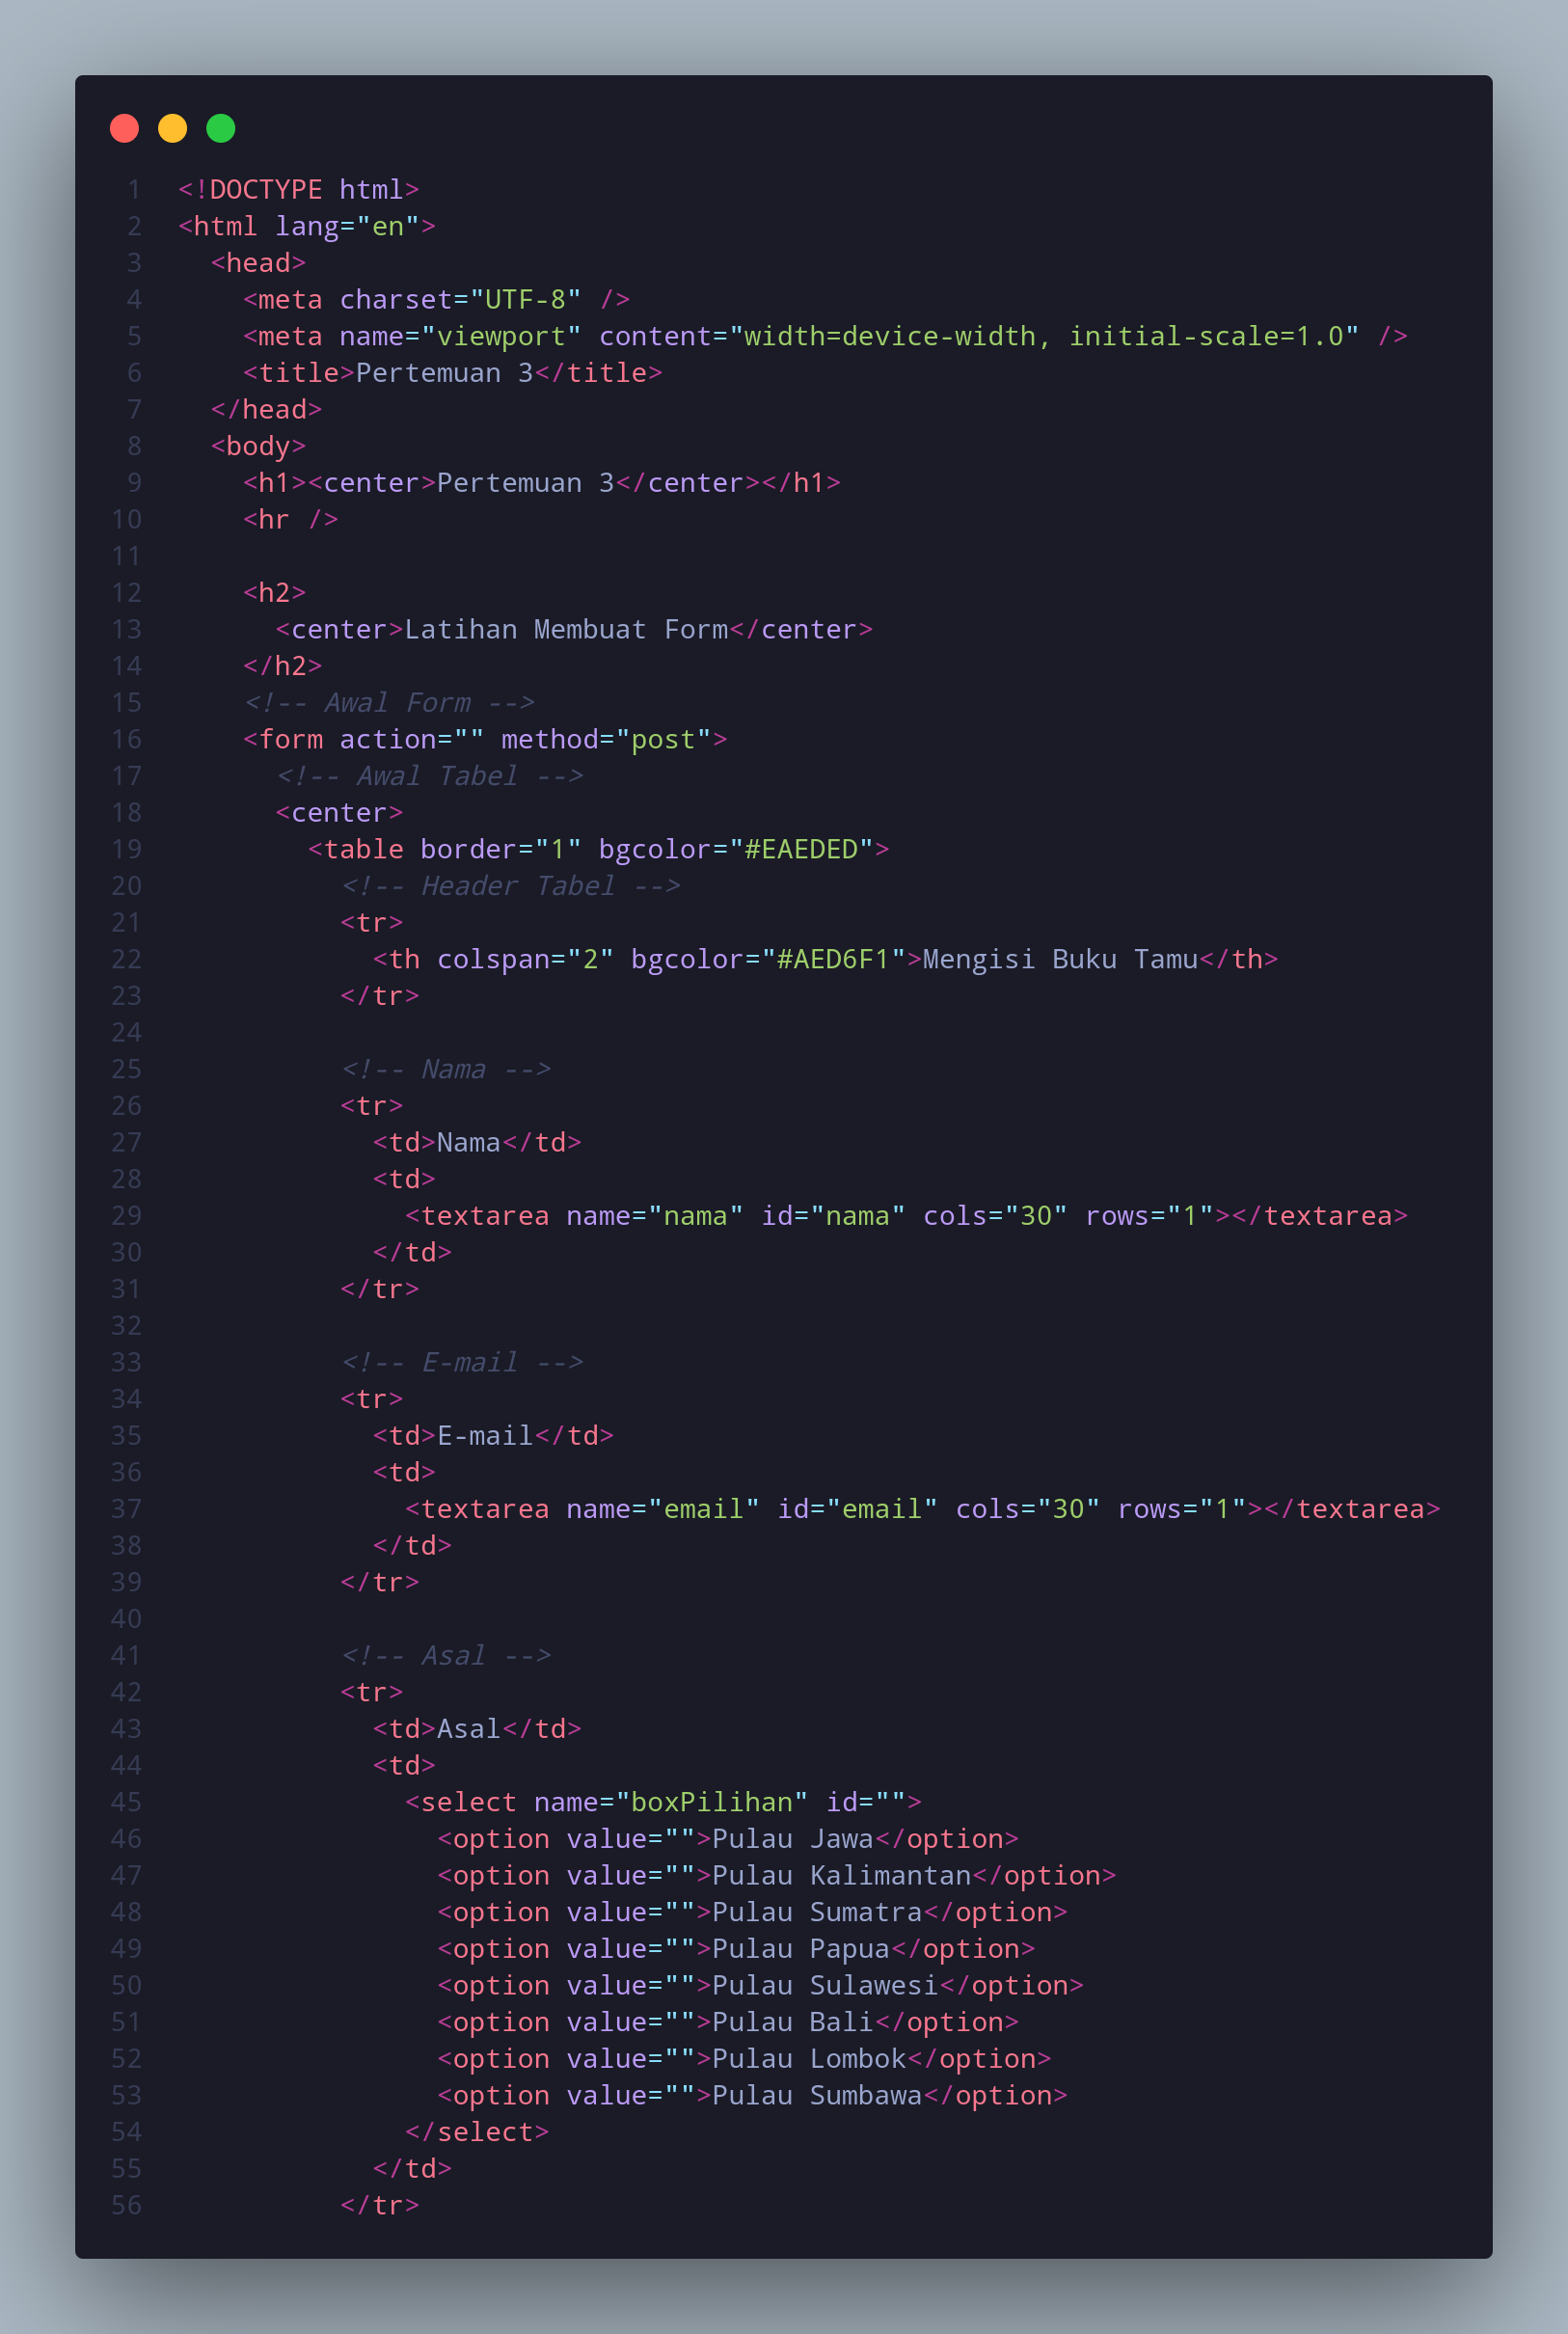 1 <!DOCTYPE html>
2 <html lang="en">
3   <head>
4     <meta charset="UTF-8" />
5     <meta name="viewport" content="width=device-width, initial-scale=1.0" />
6     <title>Pertemuan 3</title>
7   </head>
8   <body>
9     <h1><center>Pertemuan 3</center></h1>
10     <hr />
11
12     <h2>
13       <center>Latihan Membuat Form</center>
14     </h2>
15     <!-- Awal Form -->
16     <form action="" method="post">
17       <!-- Awal Tabel -->
18       <center>
19         <table border="1" bgcolor="#EAEDED">
20           <!-- Header Tabel -->
21           <tr>
22             <th colspan="2" bgcolor="#AED6F1">Mengisi Buku Tamu</th>
23           </tr>
24
25           <!-- Nama -->
26           <tr>
27             <td>Nama</td>
28             <td>
29               <textarea name="nama" id="nama" cols="30" rows="1"></textarea>
30             </td>
31           </tr>
32
33           <!-- E-mail -->
34           <tr>
35             <td>E-mail</td>
36             <td>
37               <textarea name="email" id="email" cols="30" rows="1"></textarea>
38             </td>
39           </tr>
40
41           <!-- Asal -->
42           <tr>
43             <td>Asal</td>
44             <td>
45               <select name="boxPilihan" id="">
46                 <option value="">Pulau Jawa</option>
47                 <option value="">Pulau Kalimantan</option>
48                 <option value="">Pulau Sumatra</option>
49                 <option value="">Pulau Papua</option>
50                 <option value="">Pulau Sulawesi</option>
51                 <option value="">Pulau Bali</option>
52                 <option value="">Pulau Lombok</option>
53                 <option value="">Pulau Sumbawa</option>
54               </select>
55             </td>
56           </tr>